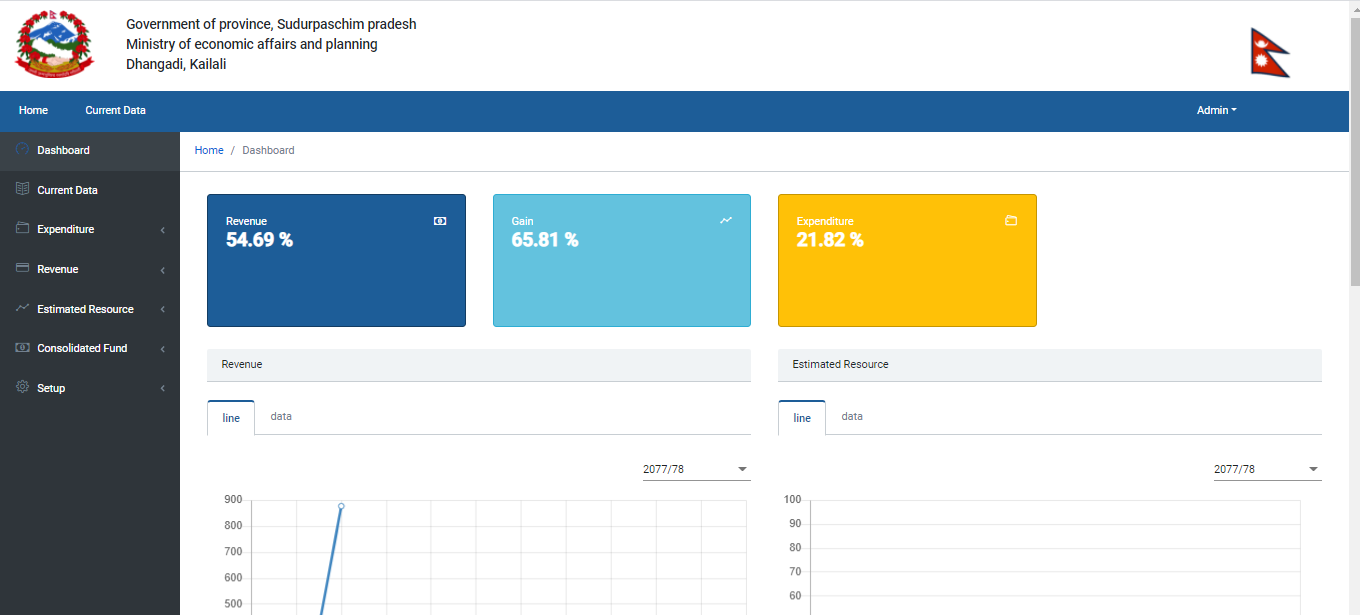 Government of province, Sudurpaschim pradesh
Ministry of economic affairs and planning
Dhangadi, Kailali
Home
Current Data
Admin
Dashboard
Current Data
Expenditure
Revenue
Estimated Resource
Consolidated Fund
Setup
Home / Dashboard
Revenue
54.69 %
Gain
65.81 %
Expenditure
21.82 %
Revenue
line
data
2077/78
900
800
700
600
500
Estimated Resource
line
data
2077/78
100
90
80
70
60